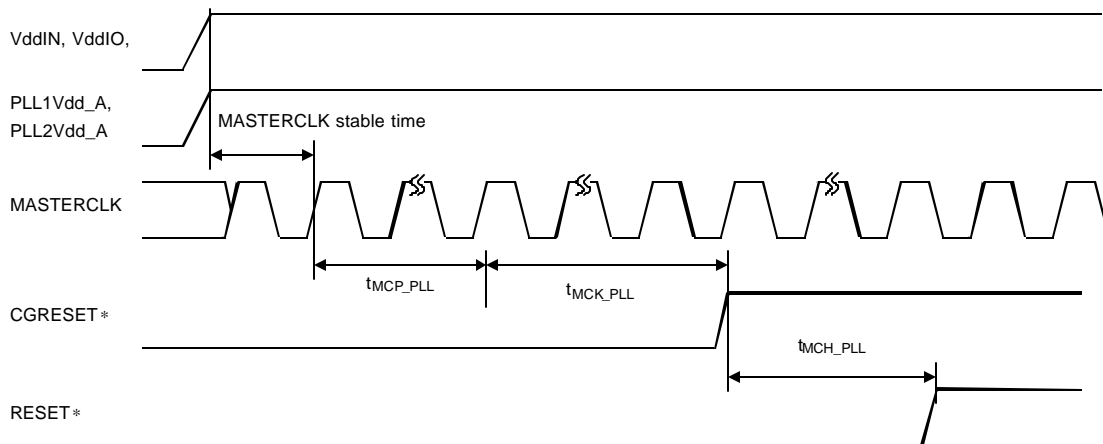 VddIN, VddIO,
PLL1Vdd_A,
PLL2Vdd_A
MASTERCLK stable time
MASTERCLK
tMCP_PLL
tMCK_PLL
CGRESET*
tMCH_PLL
RESET*